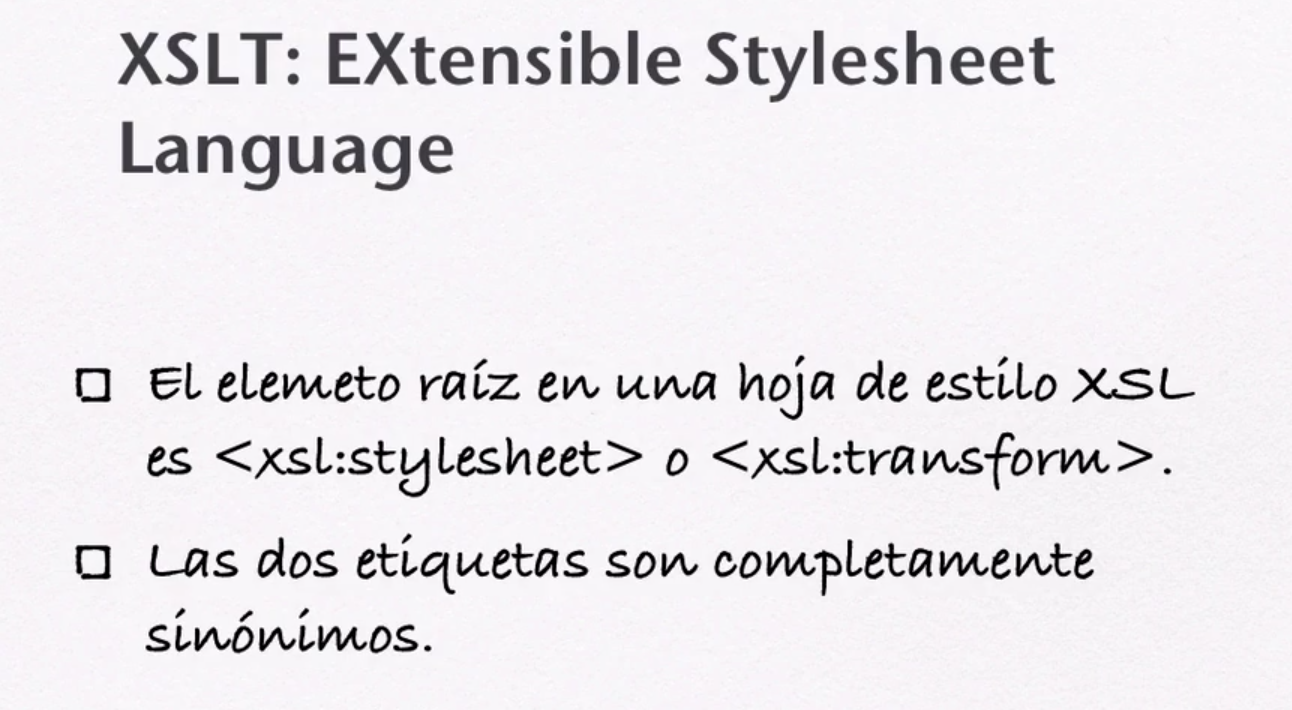 XSLT: EXtensible Stylesheet
Language
El elemeto raíz en una hoja de estilo XSL
es <xsl:stylesheet> o <xsl:transform>.
Las dos etiquetas son completamente
sinónimos.